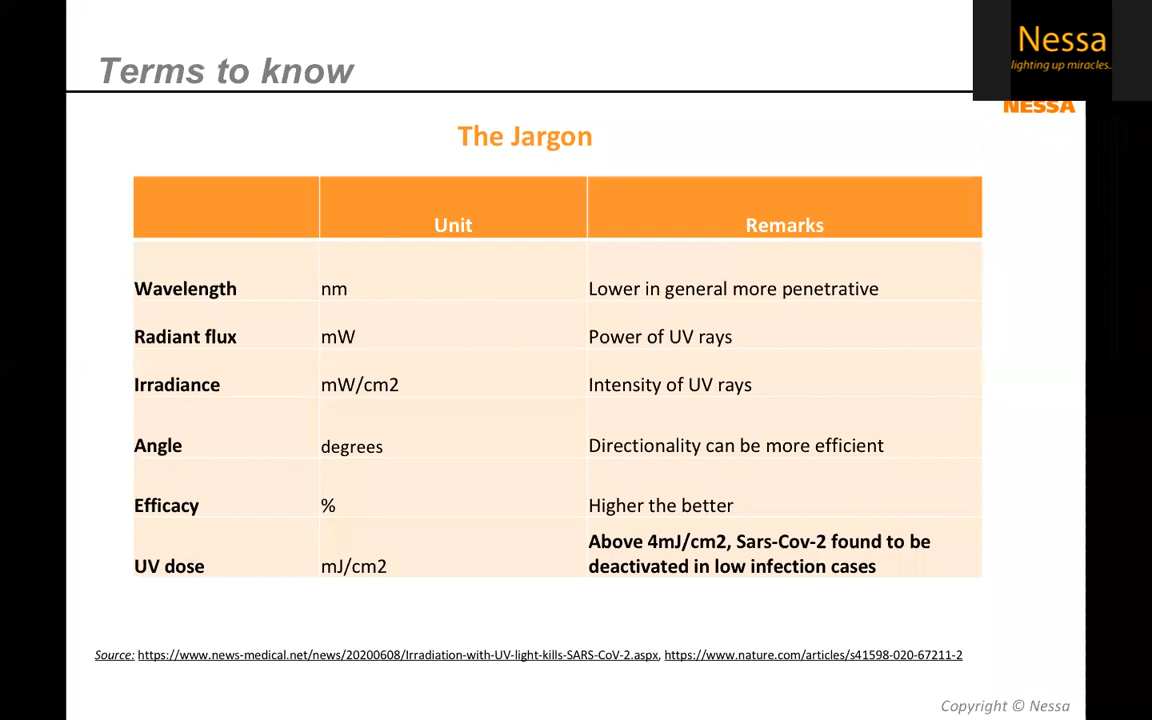 Terms to know
Nessa
lighting up miracles..
NESSA
The Jargon
Unit Remarks
Wavelength nm Lower in general more penetrative
Radiant flux mW Power of UV rays
Irradiance mW/cm2 Intensity of UV rays
Angle degrees Directionality can be more efficient
Efficacy % Higher the better
UV dose mJ/cm2 Above 4mJ/cm2, Sars-Cov-2 found to be
deactivated in low infection cases
Source: https://www.news-medical.net/news/20200608/Irradiation-with-UV-light-kills-SARS-CoV-2.aspx, https://www.nature.com/articles/s41598-020-67211-2
Copyright © Nessa